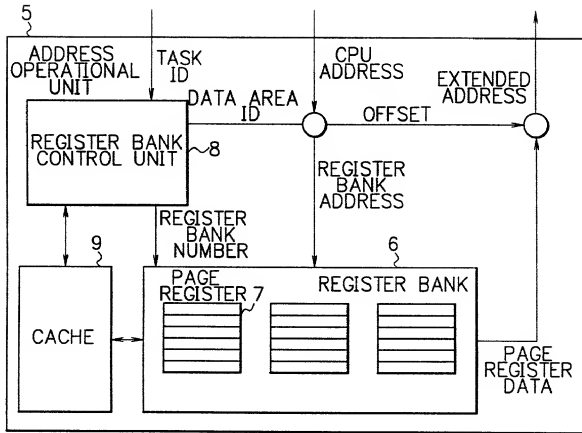 5
ADDRESS
OPERATIONAL
UNIT
TASK
ID
CPU
ADDRESS
EXTENDED
ADDRESS
DATA AREA
ID
OFFSET
REGISTER BANK
CONTROL UNIT
8
REGISTER
BANK
ADDRESS
REGISTER
BANK
NUMBER
9
6
PAGE
REGISTER 7
REGISTER BANK
CACHE
PAGE
REGISTER
DATA